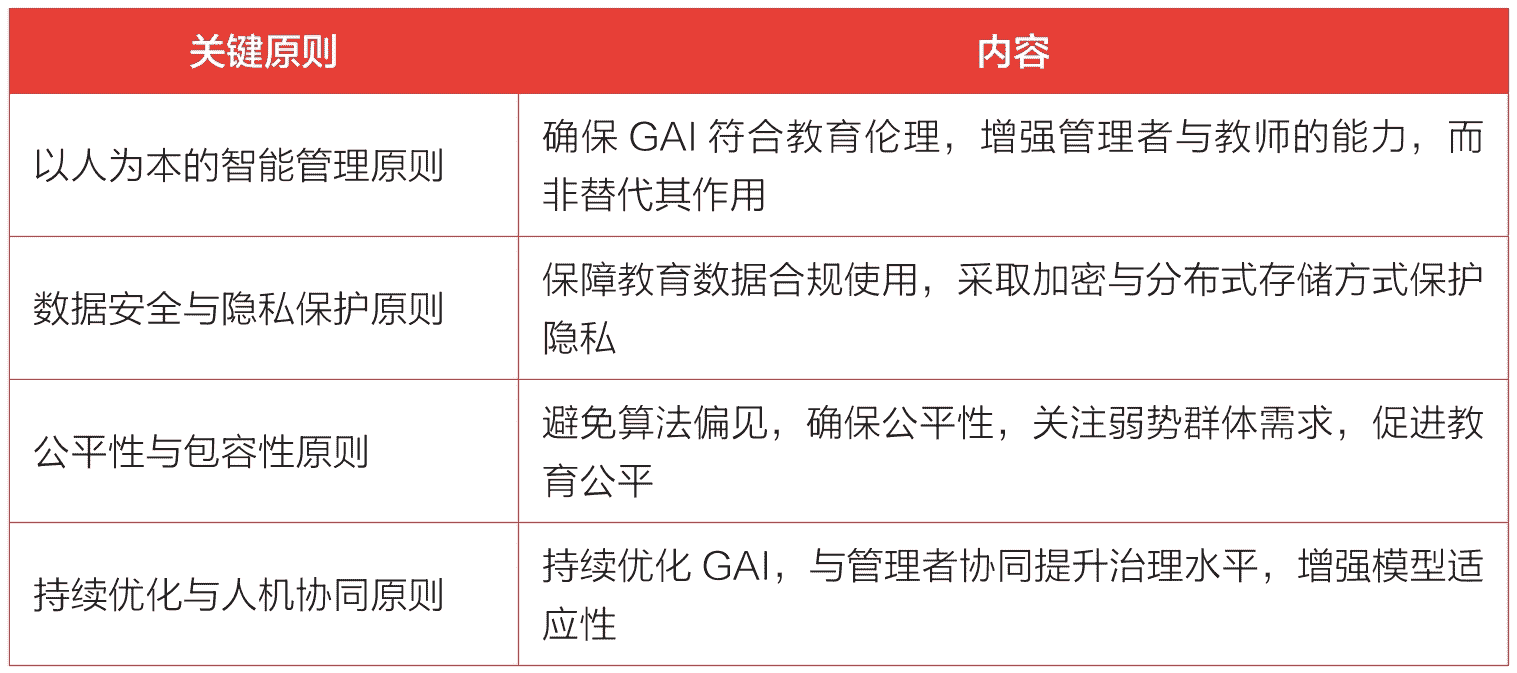 关键原则
内容
以人为本的智能管理原则
确保 GAI 符合教育伦理，增强管理者与教师的能力，而
非替代其作用
数据安全与隐私保护原则
保障教育数据合规使用，采取加密与分布式存储方式保护
隐私
公平性与包容性原则
避免算法偏见，确保公平性，关注弱势群体需求，促进教
育公平
持续优化与人机协同原则
持续优化 GAI，与管理者协同提升治理水平，增强模型适
应性